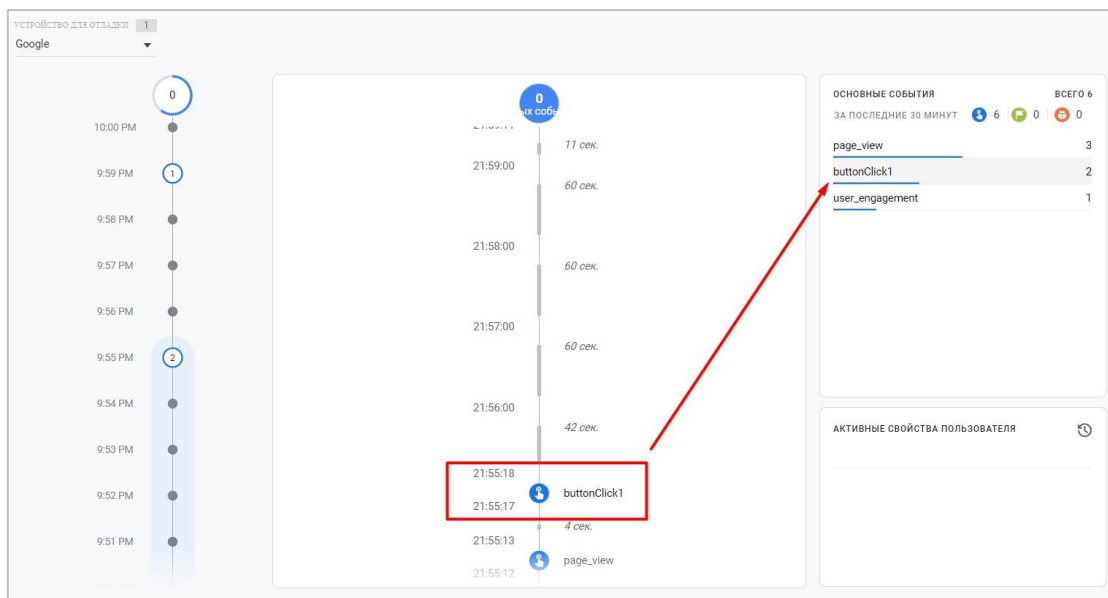 УСТРОЙСТВО ДЛЯ ОТЛАДКИ 1
Google
0
10:00 PM
9:59 PM 1
9:58 PM
9:57 PM
9:56 PM
9:55 PM 2
9:54 PM
9:53 PM
9:52 PM
9:51 PM
0
ых собы
11 сек.
21:59:00
60 сек.
21:58:00
60 сек.
21:57:00
60 сек.
21:56:00
42 сек.
21:55:18
buttonClick1
21:55:17
4 сек.
21:55:13
page_view
21:55:12
ОСНОВНЫЕ СОБЫТИЯ ВСЕГО 6
ЗА ПОСЛЕДНИЕ 30 МИНУТ 6 0 0
page_view 3
buttonClick1 2
user_engagement 1
АКТИВНЫЕ СВОЙСТВА ПОЛЬЗОВАТЕЛЯ